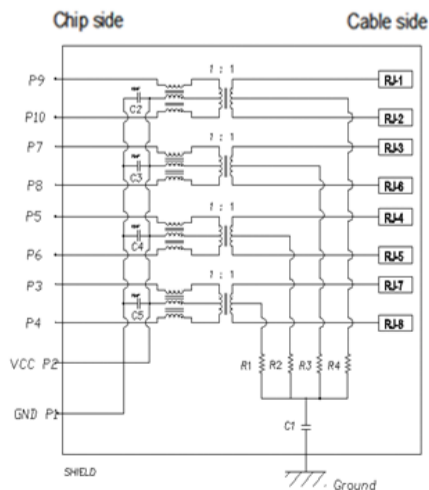 Chip side Cable side
1 : 1
P9 RJ-1
C2
P10 RJ-2
1 : 1
P7 RJ-3
C3
P8 RJ-6
1 : 1
P5 RJ-4
C4
P6 RJ-5
1 : 1
P3 RJ-7
C5
P4 RJ-8
VCC P2 R1 R2 R3 R4
GND P1
C1
SHIELD
Ground